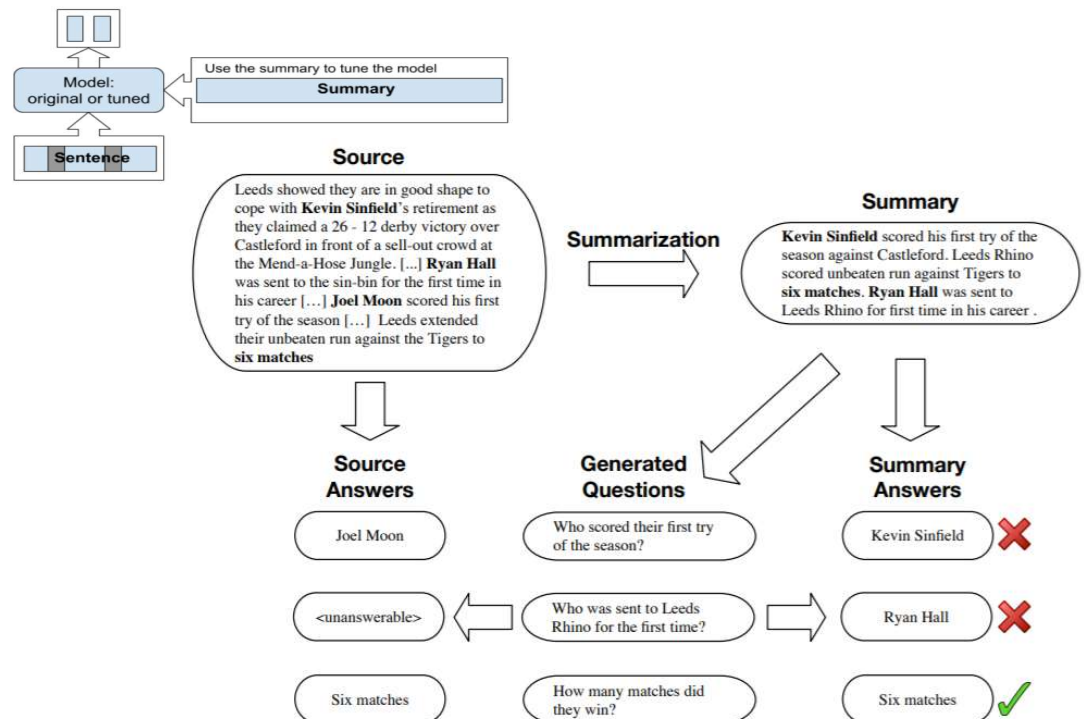 Model:
original or tuned
Use the summary to tune the model
Summary
Sentence
Source
Leeds showed they are in good shape to
cope with Kevin Sinfield's retirement as
they claimed a 26 - 12 derby victory over
Castleford in front of a sell-out crowd at
the Mend-a-Hose Jungle. [...] Ryan Hall
was sent to the sin-bin for the first time in
his career […] Joel Moon scored his first
try of the season […] Leeds extended
their unbeaten run against the Tigers to
six matches
Summarization
Summary
Kevin Sinfield scored his first try of the
season against Castleford. Leeds Rhino
scored unbeaten run against Tigers to
six matches. Ryan Hall was sent to
Leeds Rhino for first time in his career .
Source
Answers
Generated
Questions
Summary
Answers
Joel Moon
Who scored their first try
of the season?
Kevin Sinfield
<unanswerable>
Who was sent to Leeds
Rhino for the first time?
Ryan Hall
Six matches
How many matches did
they win?
Six matches